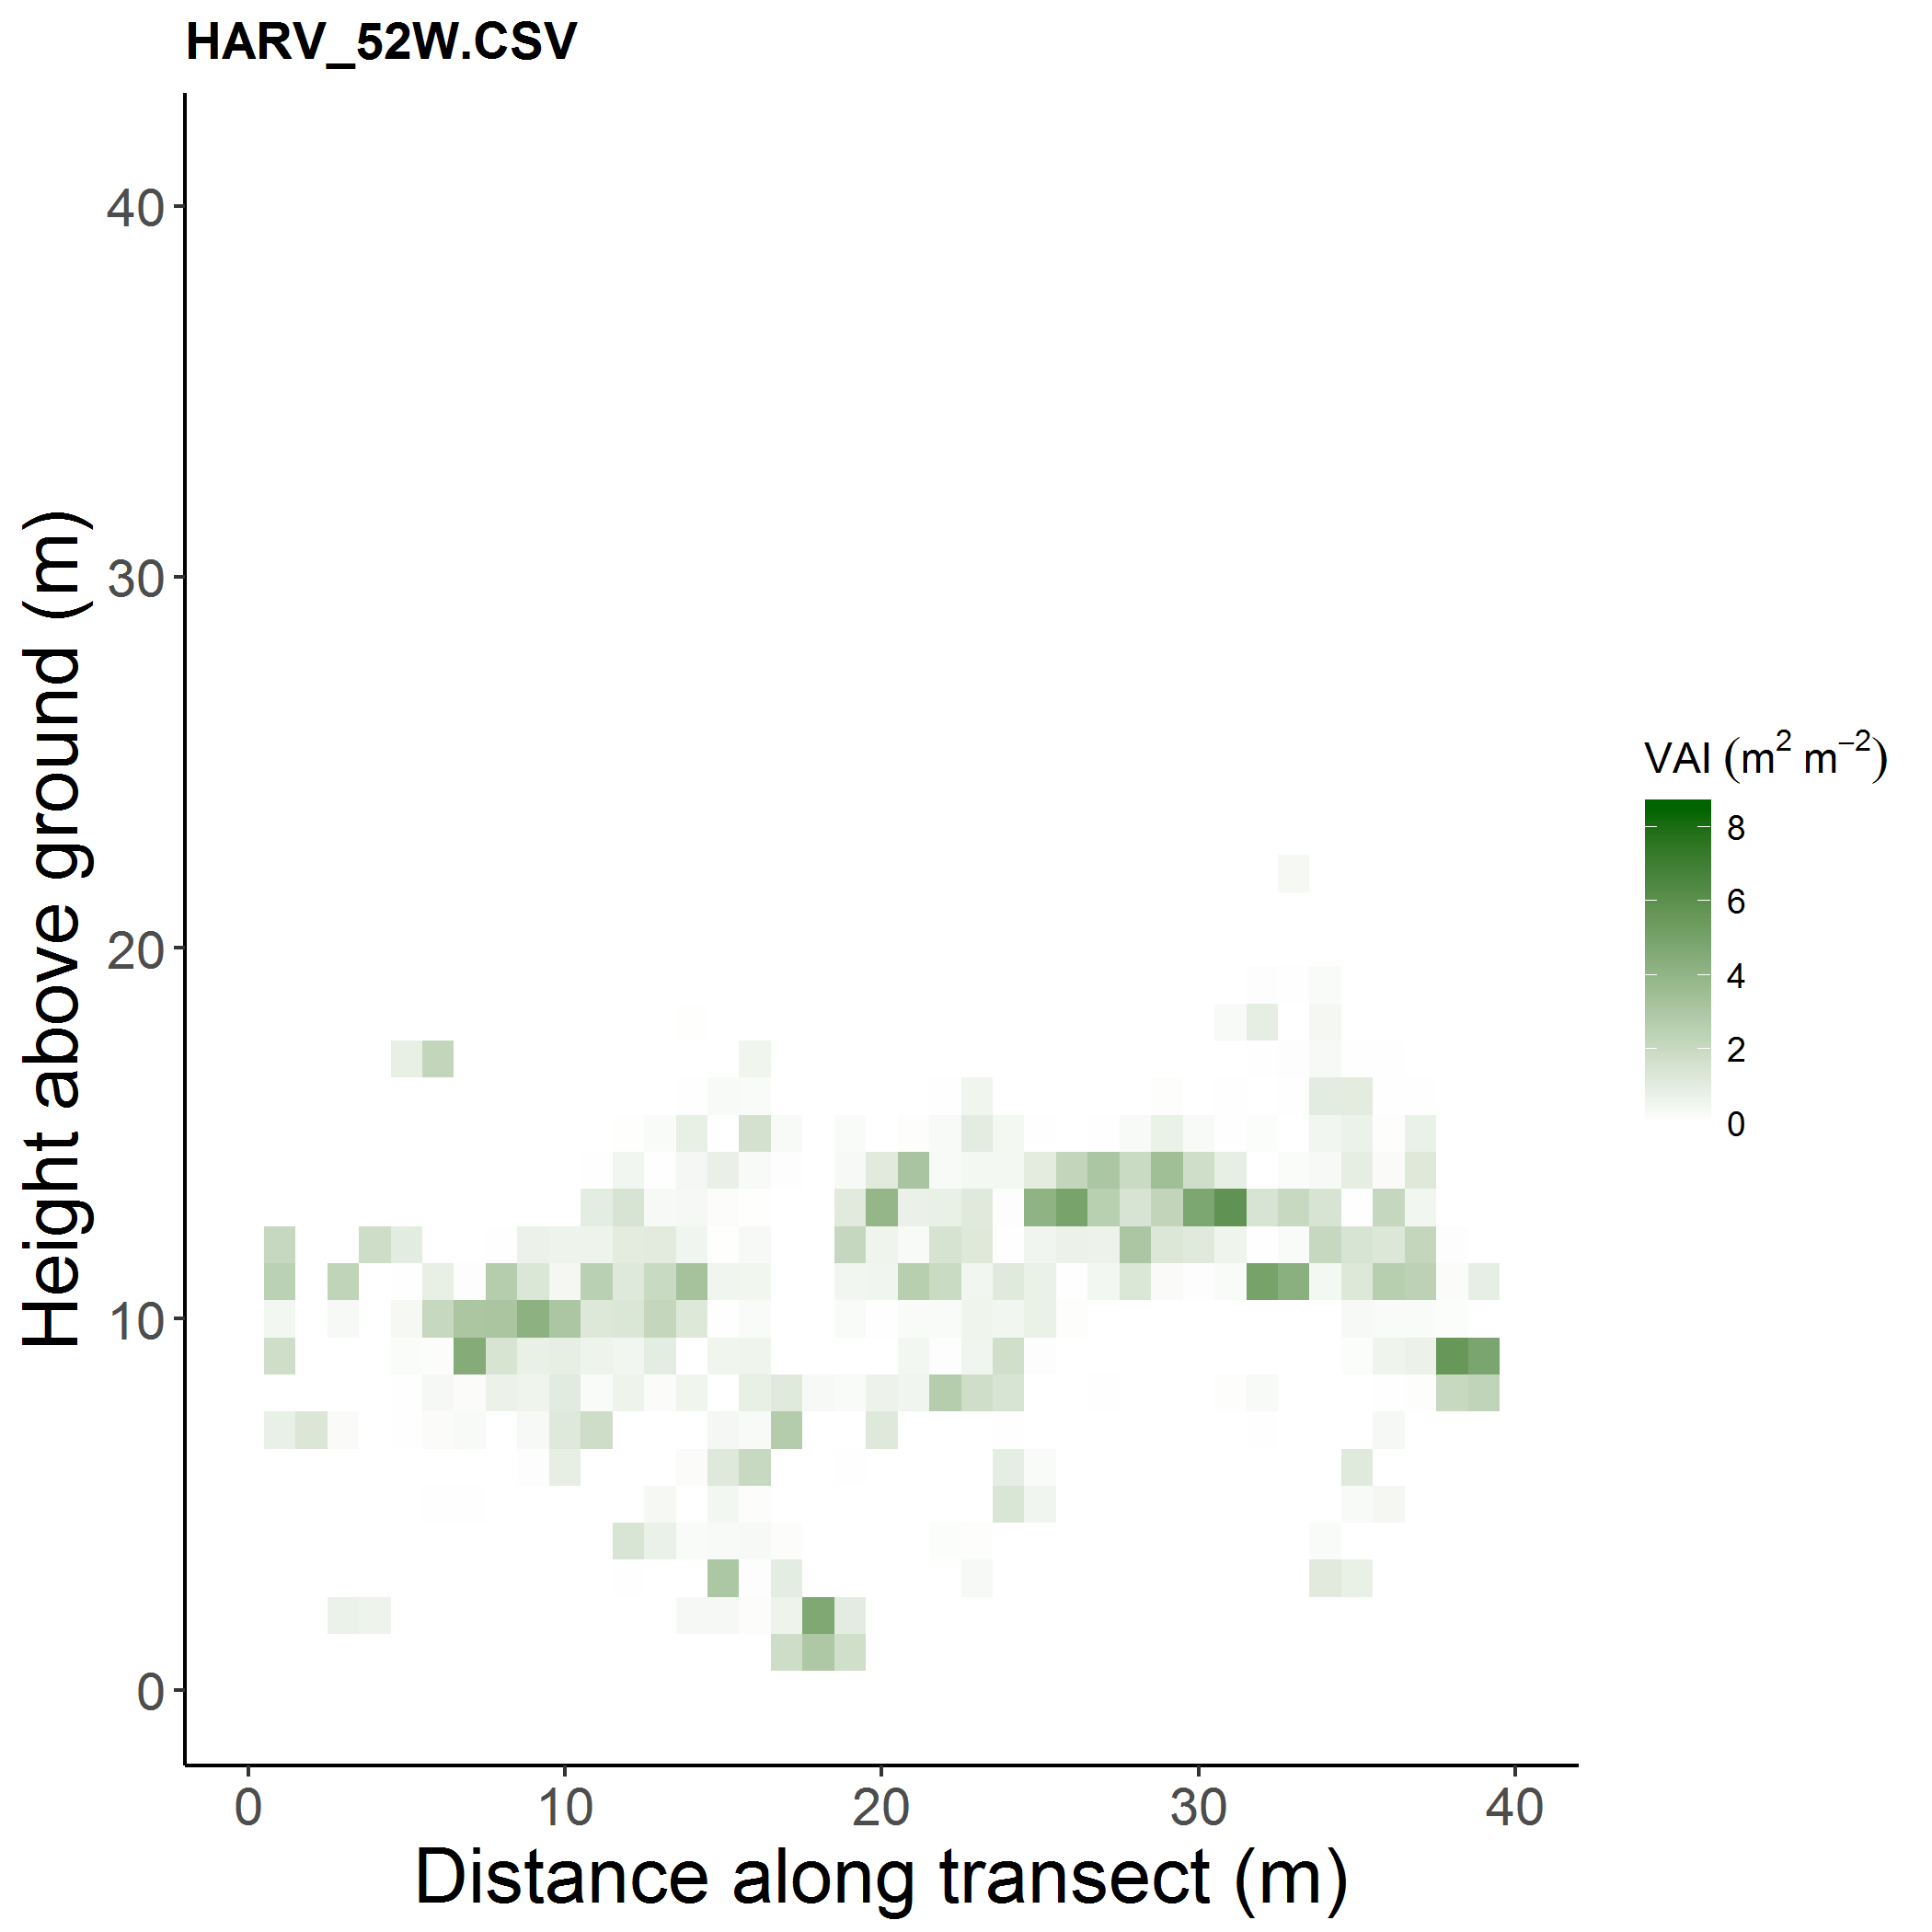 HARV_52W.CSV
Height above ground (m)
40
30
20
10
0
0 10 20 30 40
Distance along transect (m)
VAI (m² m⁻²)
8
6
4
2
0